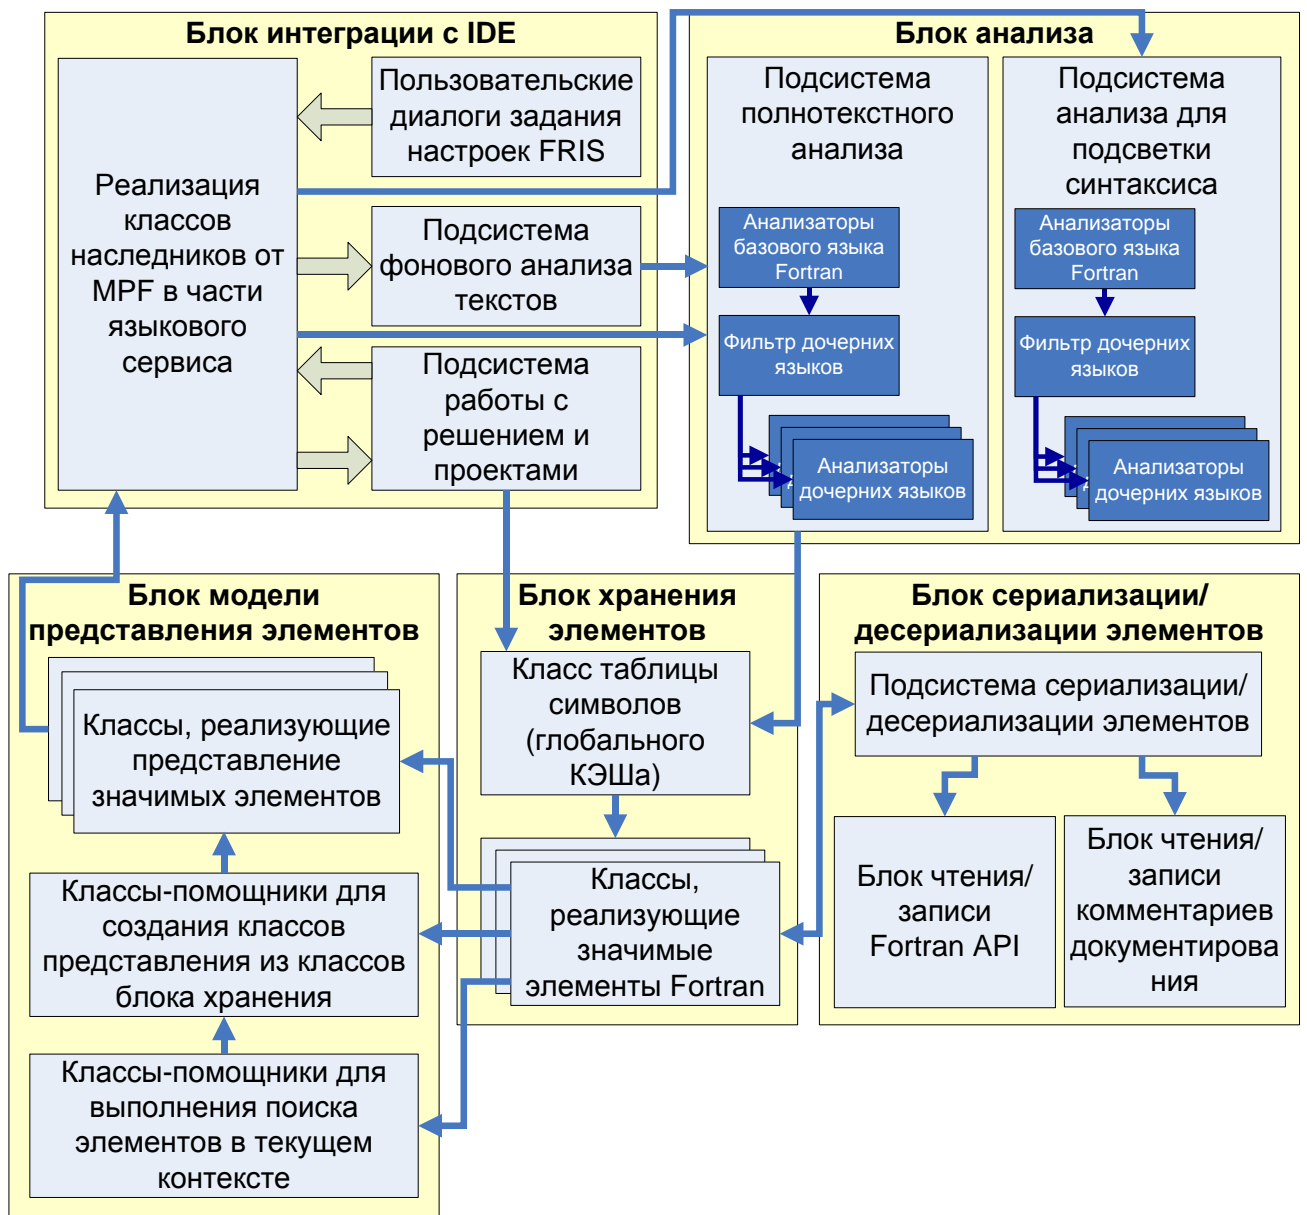 Блок интеграции с IDE
Реализация
классов
наследников от
MPF в части
языкового
сервиса
Пользовательские
диалоги задания
настроек FRIS
Подсистема
фонового анализа
текстов
Подсистема
работы с
решением и
проектами
Блок анализа
Подсистема
полнотекстного
анализа
Анализаторы
базового языка
Fortran
Фильтр дочерних
языков
Анализаторы
дочерних языков
Подсистема
анализа для
подсветки
синтаксиса
Анализаторы
базового языка
Fortran
Фильтр дочерних
языков
Анализаторы
дочерних языков
Блок модели
представления элементов
Классы, реализующие
представление
значимых элементов
Классы-помощники для
создания классов
представления из классов
блока хранения
Классы-помощники для
выполнения поиска
элементов в текущем
контексте
Блок хранения
элементов
Класс таблицы
символов
(глобального
КЭШа)
Классы,
реализующие
значимые
элементы Fortran
Блок сериализации/
десериализации элементов
Подсистема сериализации/
десериализации элементов
Блок чтения/
записи
Fortran API
Блок чтения/
записи
комментариев
документирова
ния